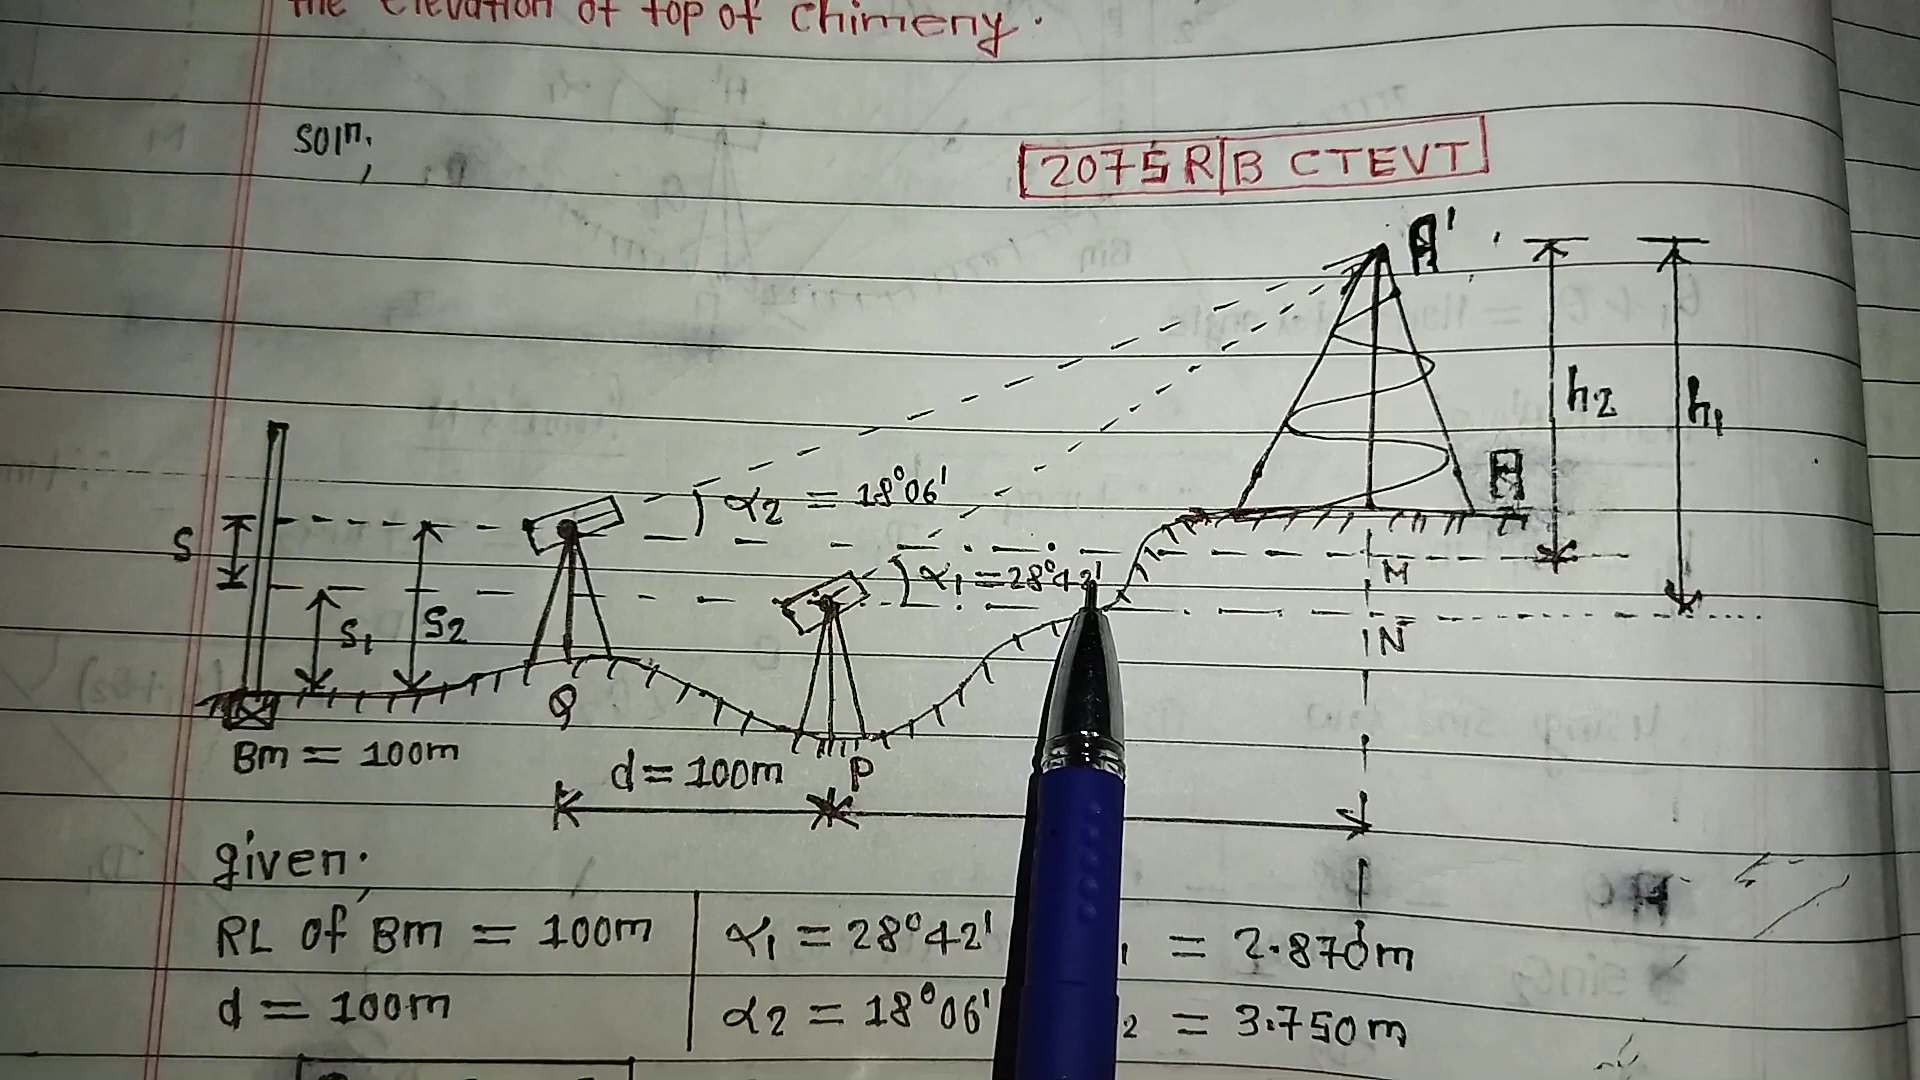 the elevation of top of chimeny.
soln;
2075 R/B CTEVT
A'
h2
h1
A
α2 = 18°06'
S
α1 = 28°42'
M
S1
S2
N
Q
Bm = 100m
d = 100m
P
given.
RL of Bm = 100m
α1 = 28°42'
1 = 2.870m
d = 100m
α2 = 18°06'
2 = 3.750m